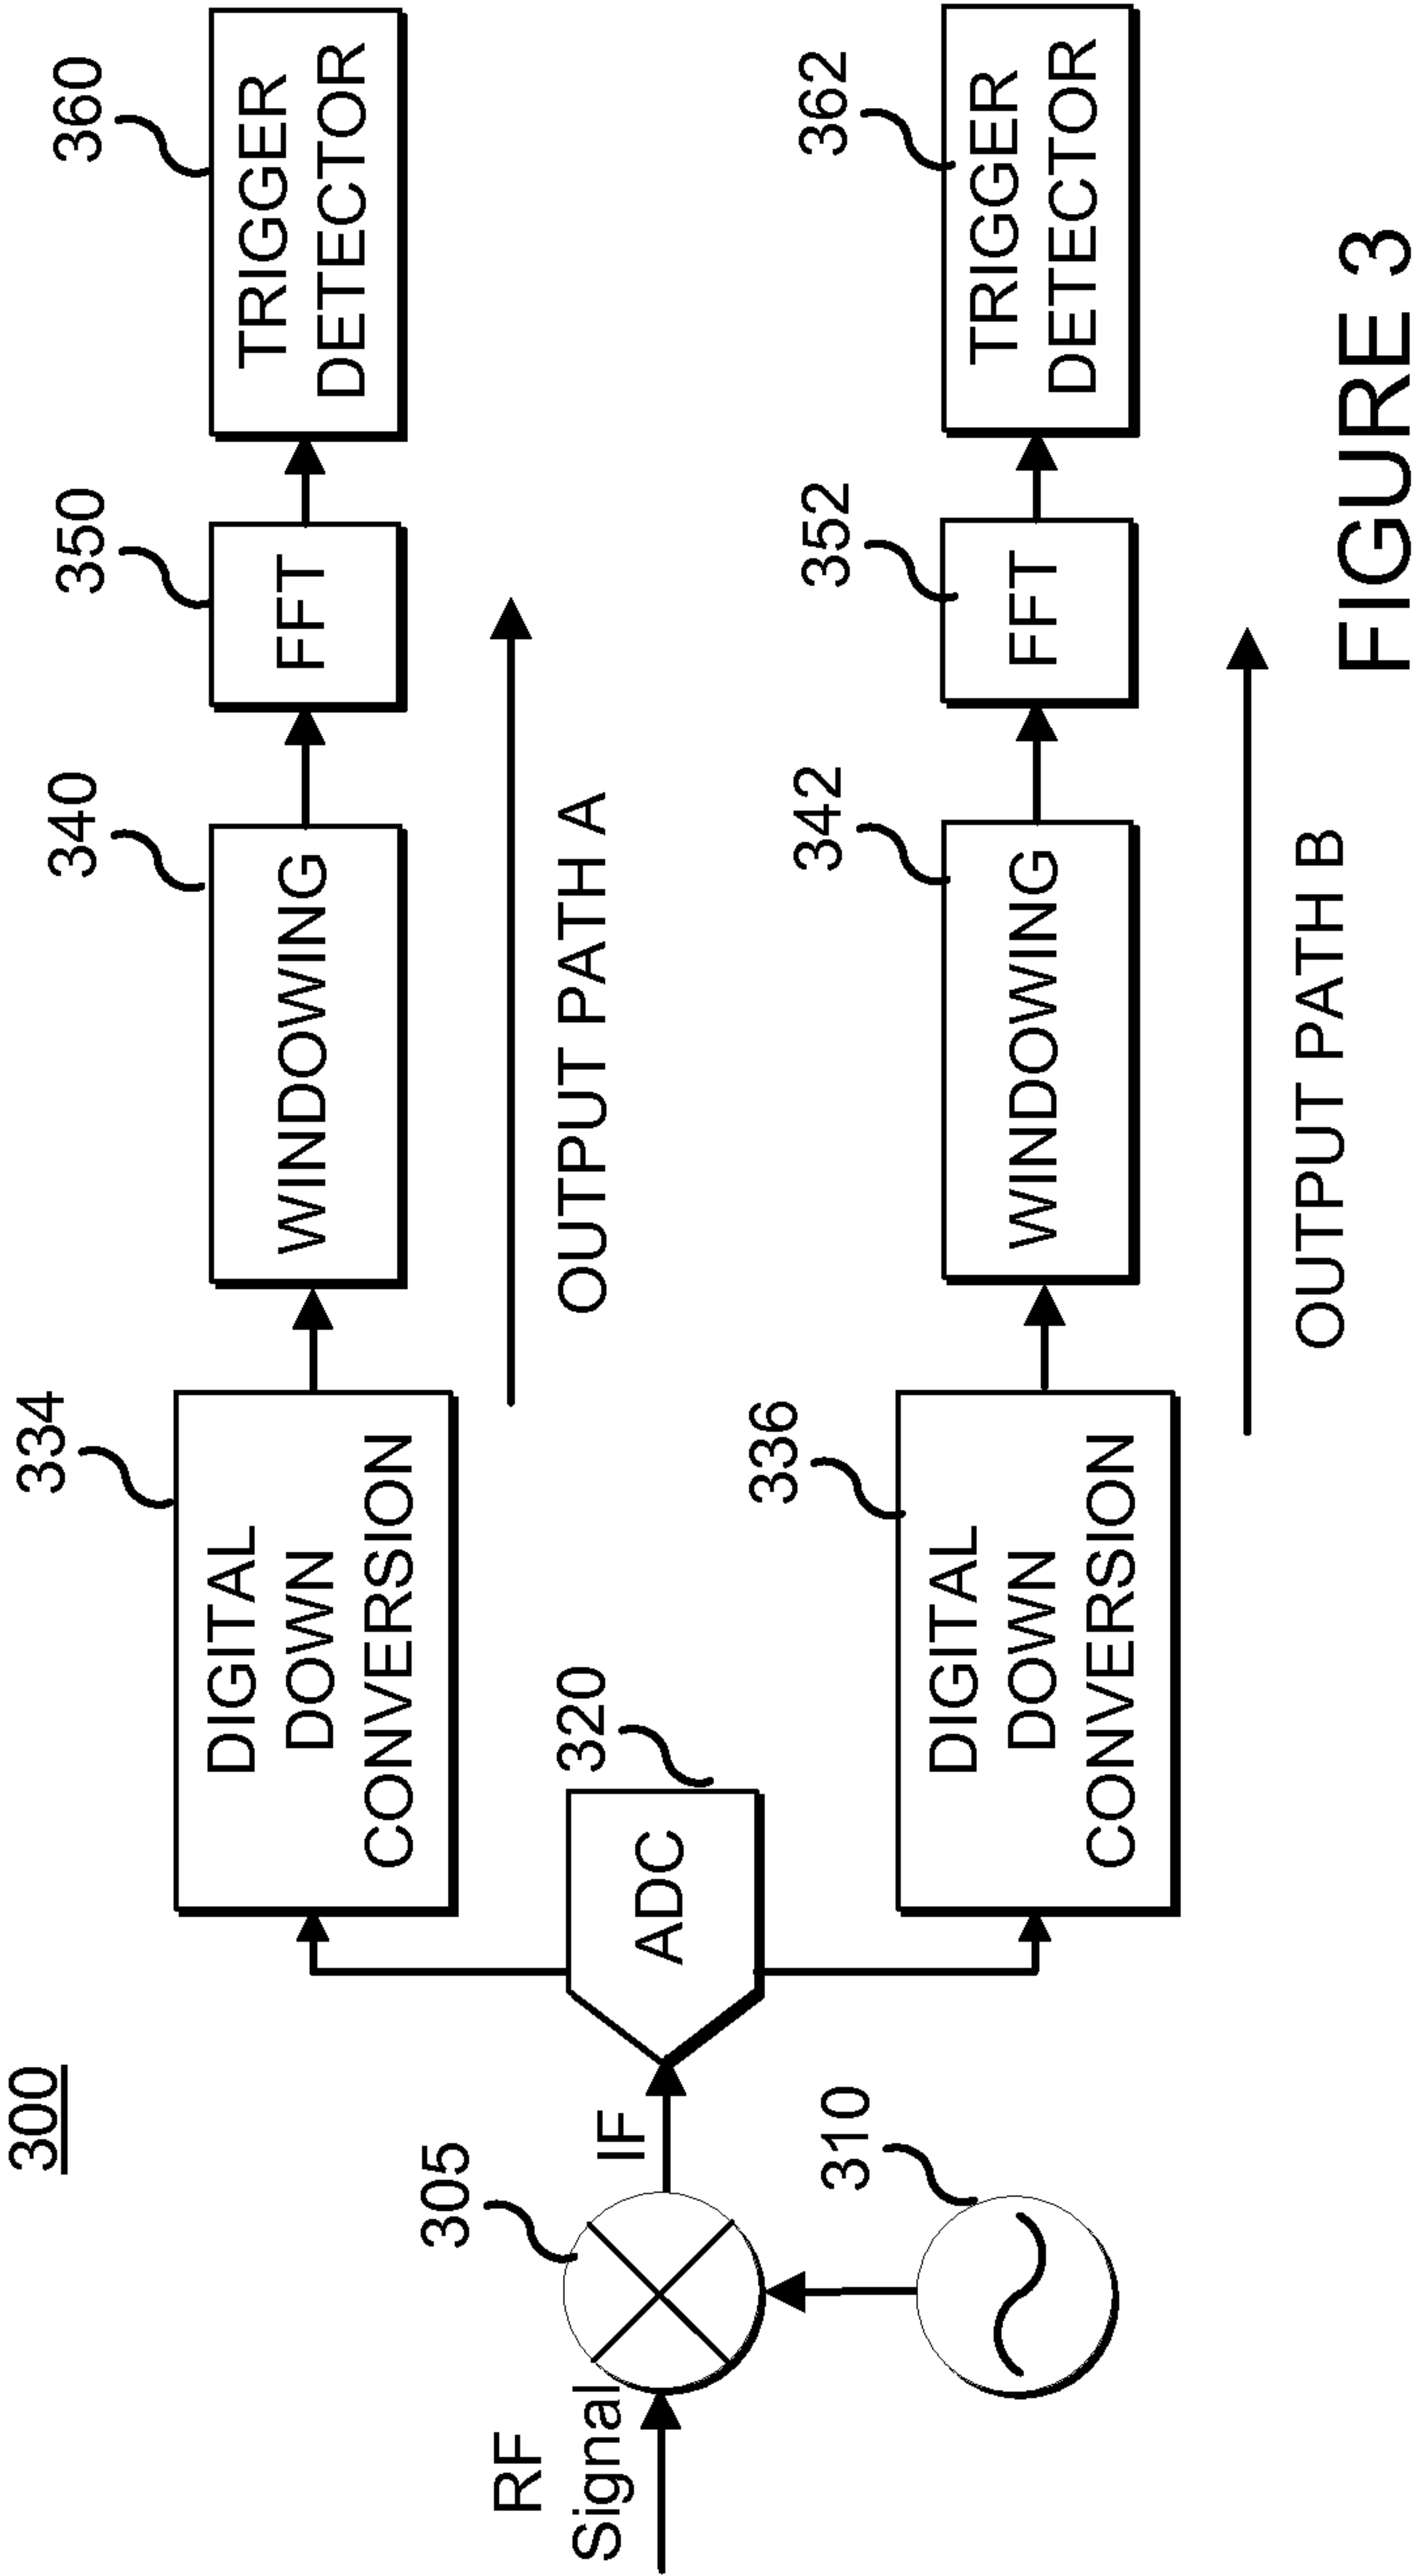 300
RF
Signal
305
310
IF
320
ADC
334
DIGITAL
DOWN
CONVERSION
340
WINDOWING
350
FFT
360
TRIGGER
DETECTOR
OUTPUT PATH A
336
DIGITAL
DOWN
CONVERSION
342
WINDOWING
352
FFT
362
TRIGGER
DETECTOR
OUTPUT PATH B
FIGURE 3